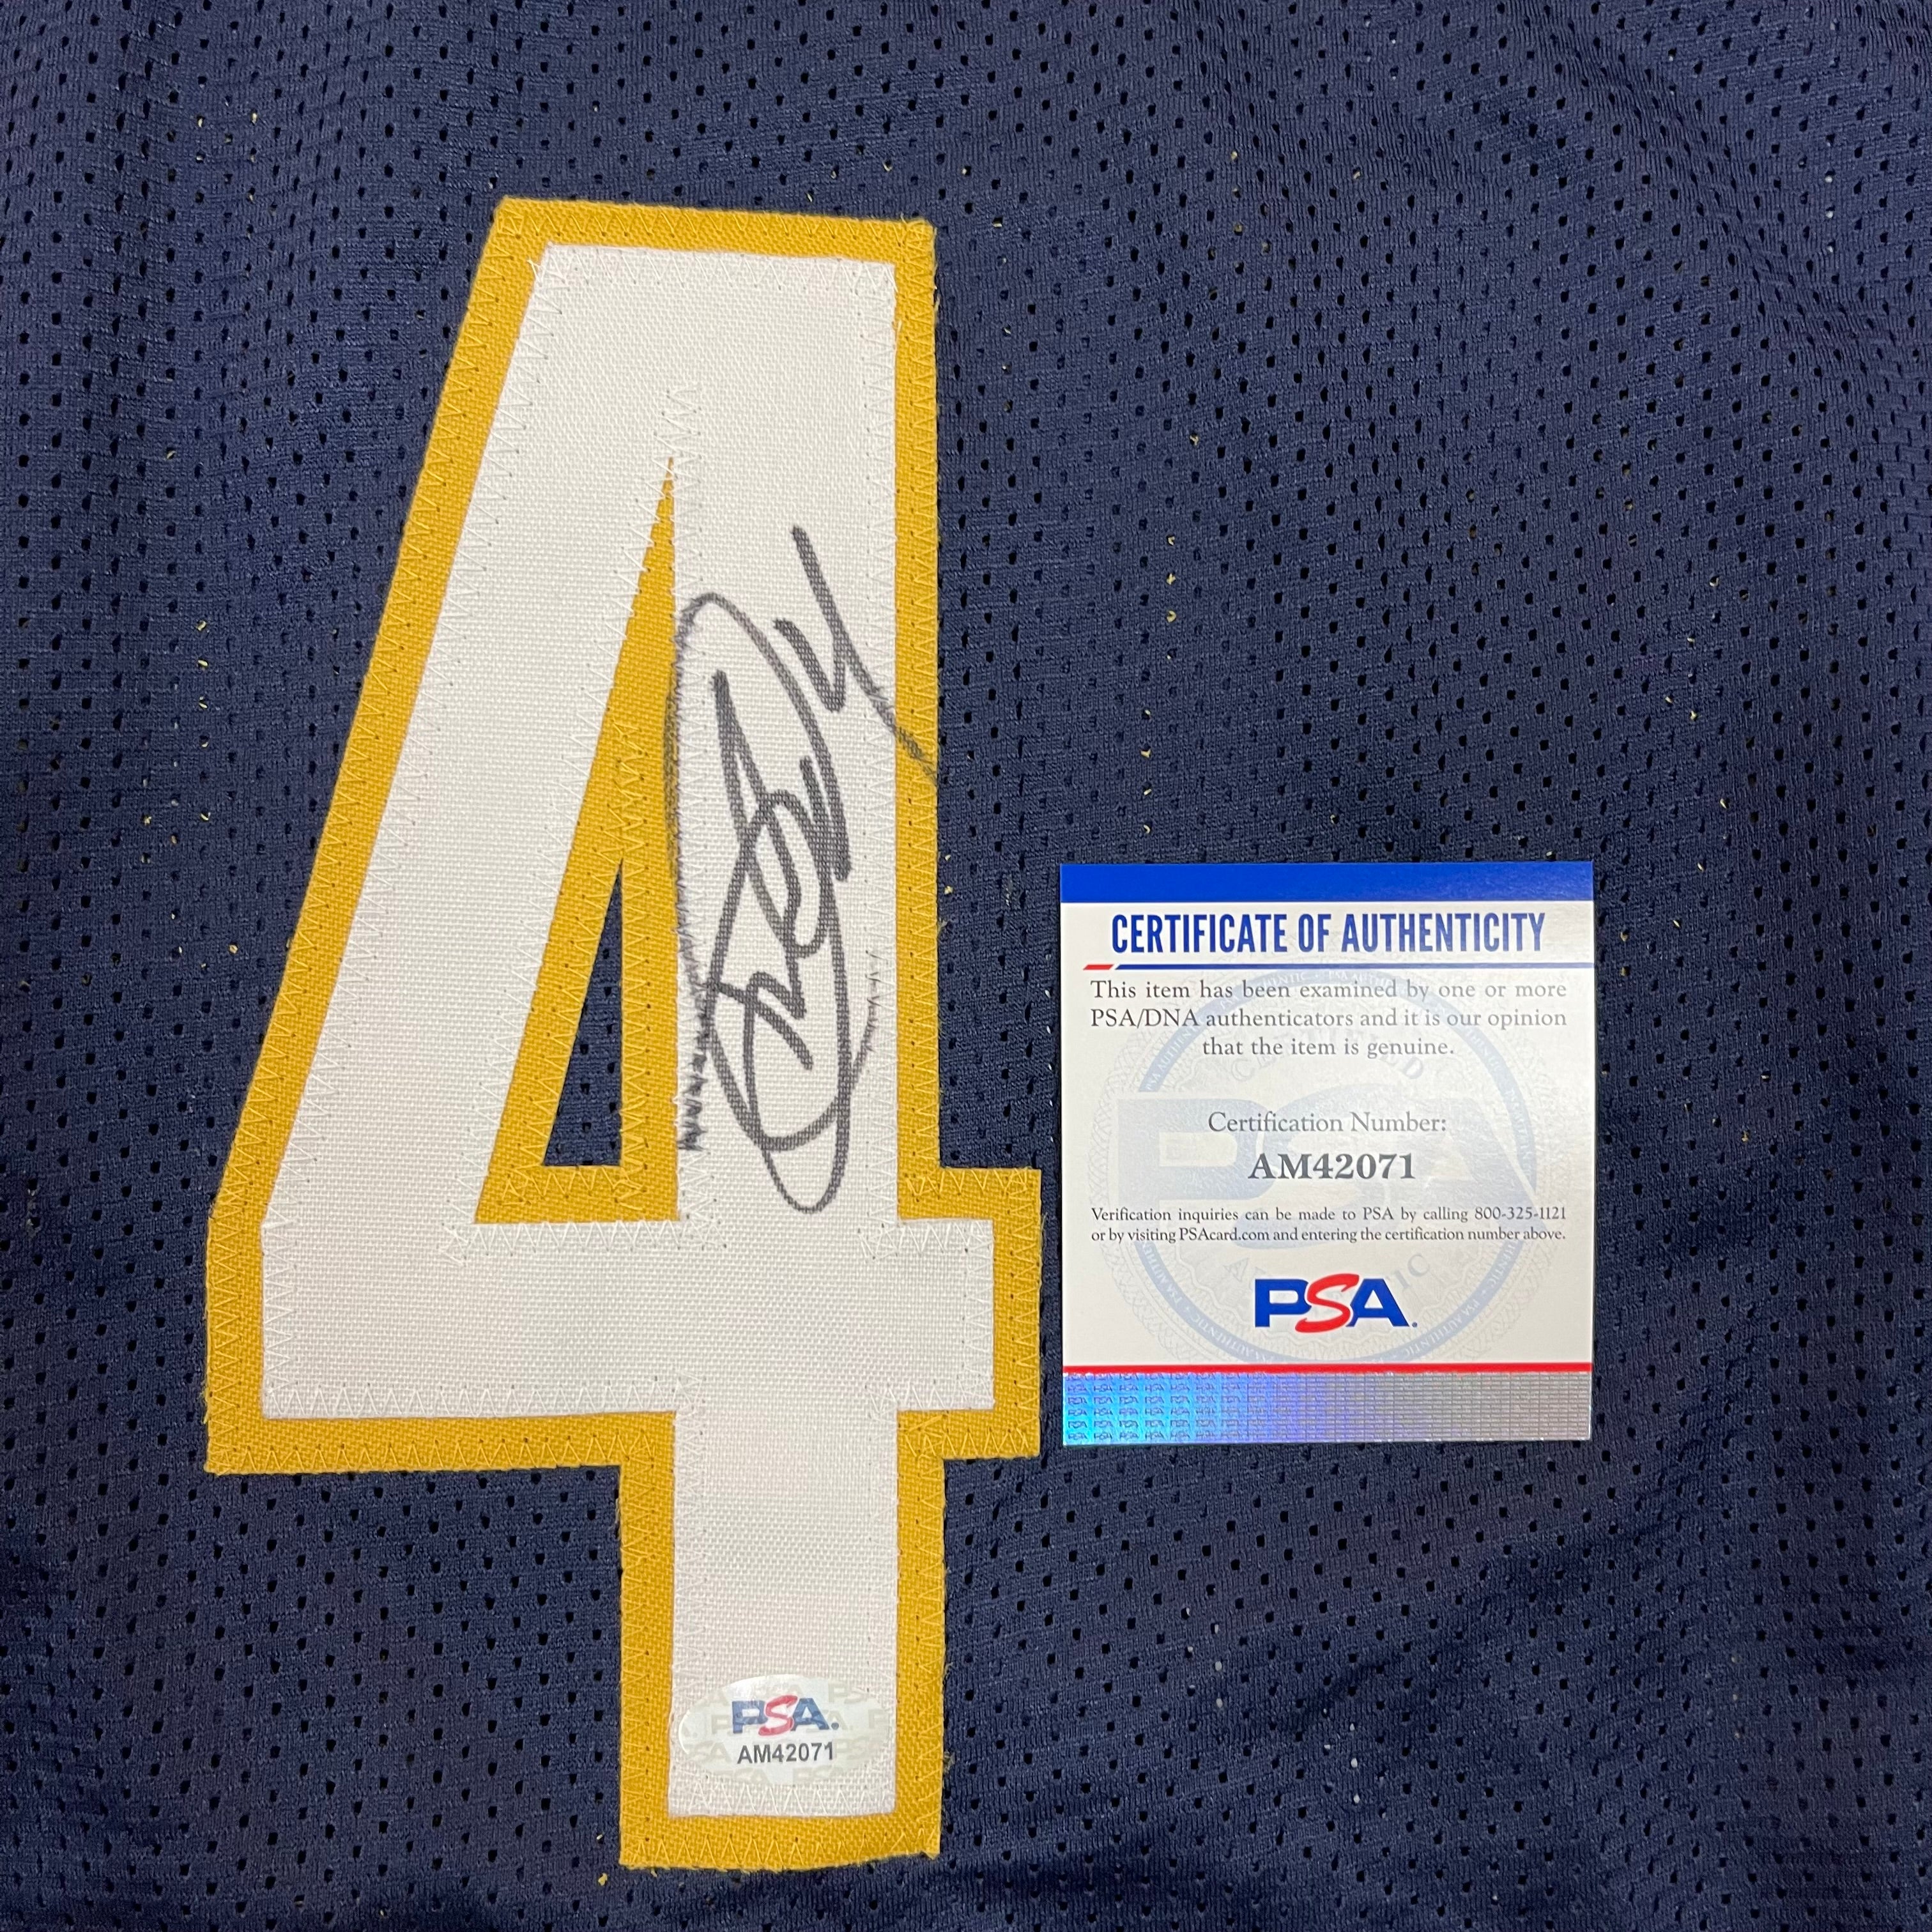 4
CERTIFICATE OF AUTHENTICITY
This item has been examined by one or more
PSA/DNA authenticators and it is our opinion
that the item is genuine.
Certification Number:
AM42071
Verification inquiries can be made to PSA by calling 800-325-1121
or by visiting PSAcard.com and entering the certification number above.
PSA
PSA
AM42071